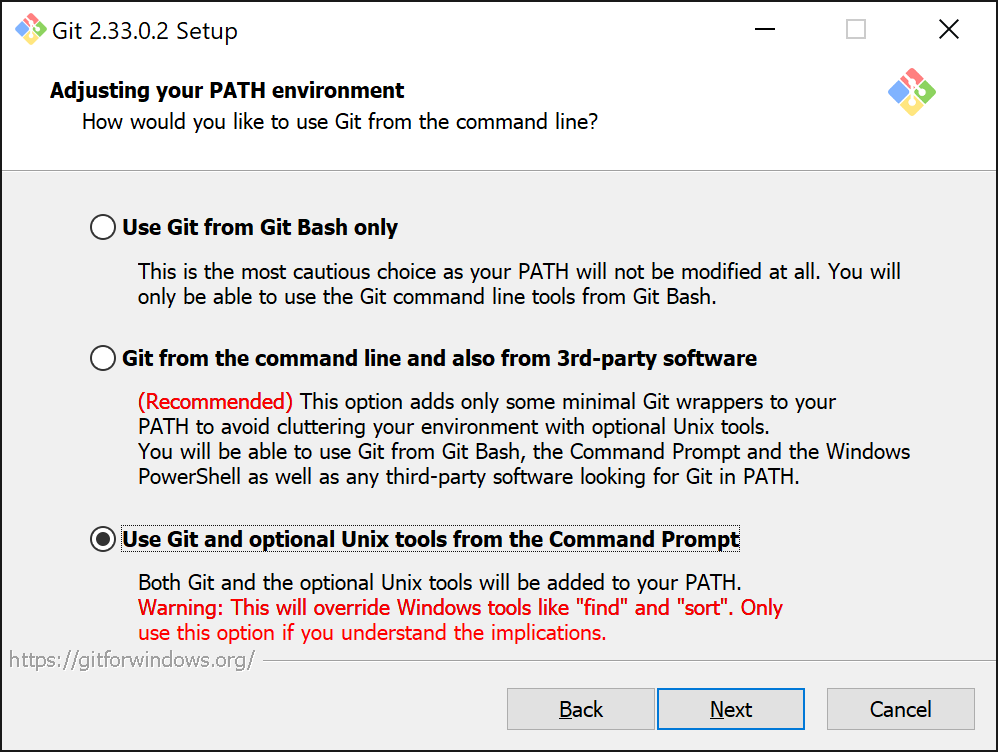 Git 2.33.0.2 Setup
Adjusting your PATH environment
How would you like to use Git from the command line?
Use Git from Git Bash only
This is the most cautious choice as your PATH will not be modified at all. You will
only be able to use the Git command line tools from Git Bash.
Git from the command line and also from 3rd-party software
(Recommended) This option adds only some minimal Git wrappers to your
PATH to avoid cluttering your environment with optional Unix tools.
You will be able to use Git from Git Bash, the Command Prompt and the Windows
PowerShell as well as any third-party software looking for Git in PATH.
Use Git and optional Unix tools from the Command Prompt
Both Git and the optional Unix tools will be added to your PATH.
Warning: This will override Windows tools like "find" and "sort". Only
use this option if you understand the implications.
https://gitforwindows.org/
Back Next Cancel